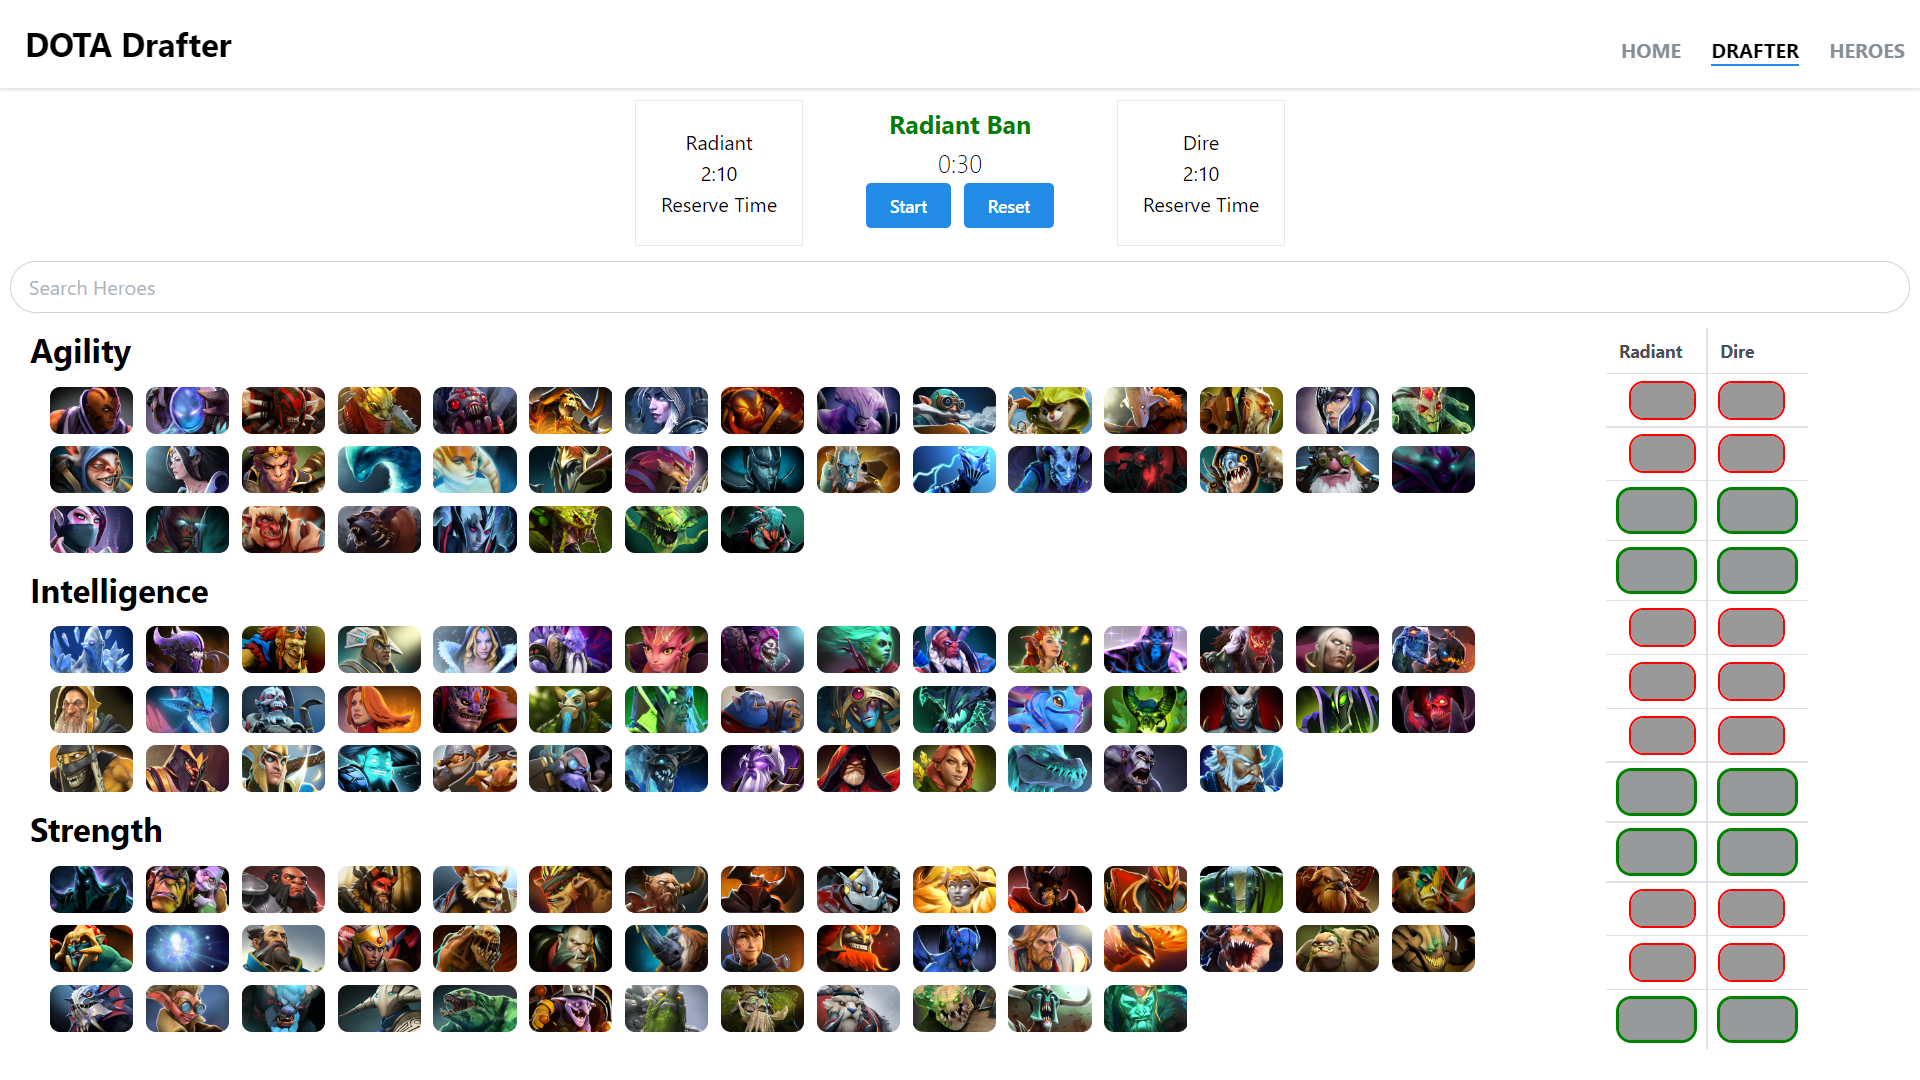 DOTA Drafter
HOME
DRAFTER
HEROES
Radiant
2:10
Reserve Time
Radiant Ban
0:30
Start
Reset
Dire
2:10
Reserve Time
Search Heroes
Agility
Intelligence
Strength
Radiant
Dire